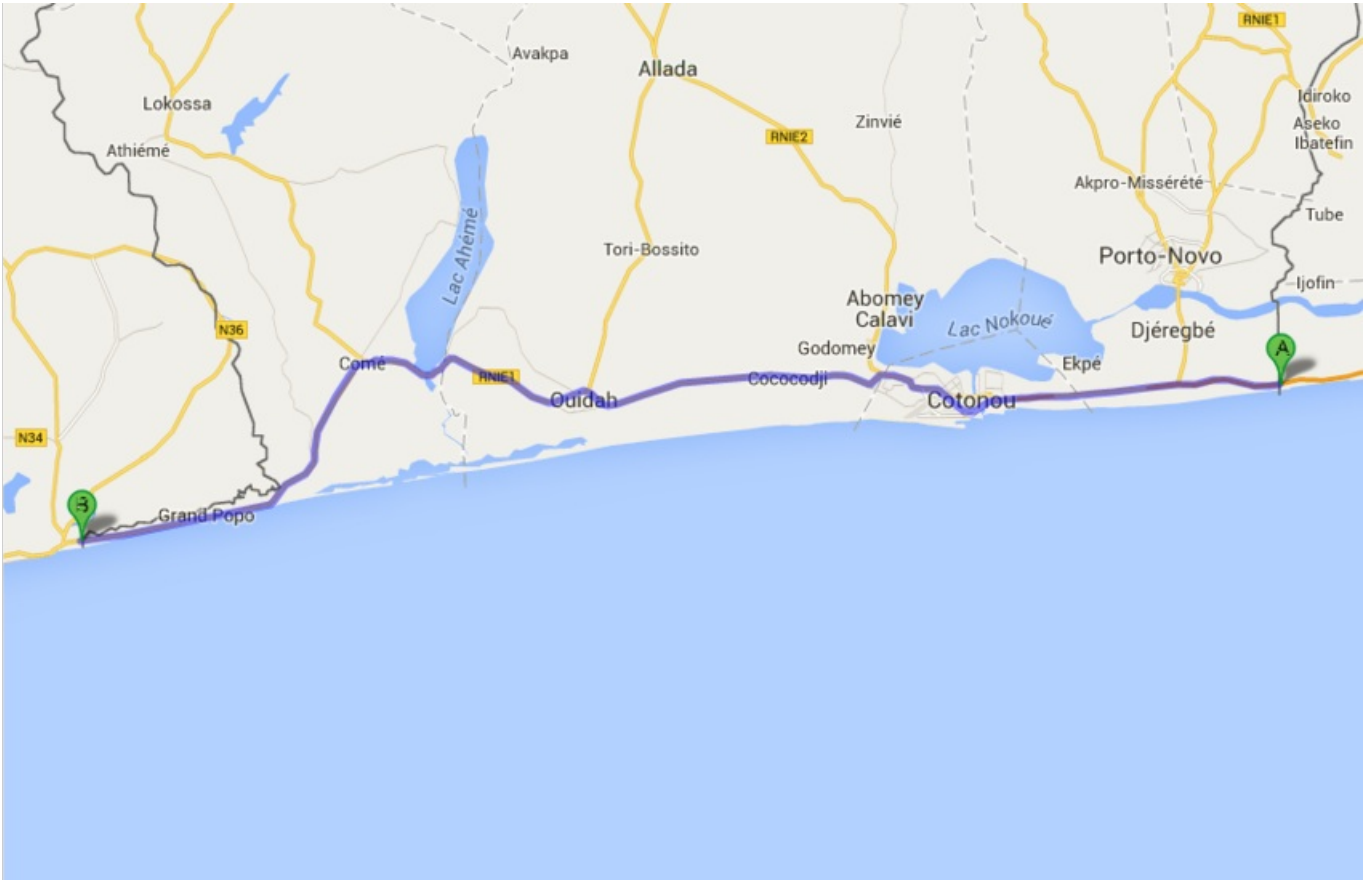 RNIE1
Avakpa
Allada
Lokossa
Idiroko
Zinvié
Aseko
Ibatefin
RNIE2
Athiémé
Akpro-Missérété
Tube
Lac Ahémé
Tori-Bossito
Porto-Novo
Ijofin
Abomey
Calavi
Lac Nokoué
Djéregbé
N36
Godomey
A
Comé
Ekpé
RNIE1
Cococodji
Ouidah
Cotonou
N34
B
Grand Popo